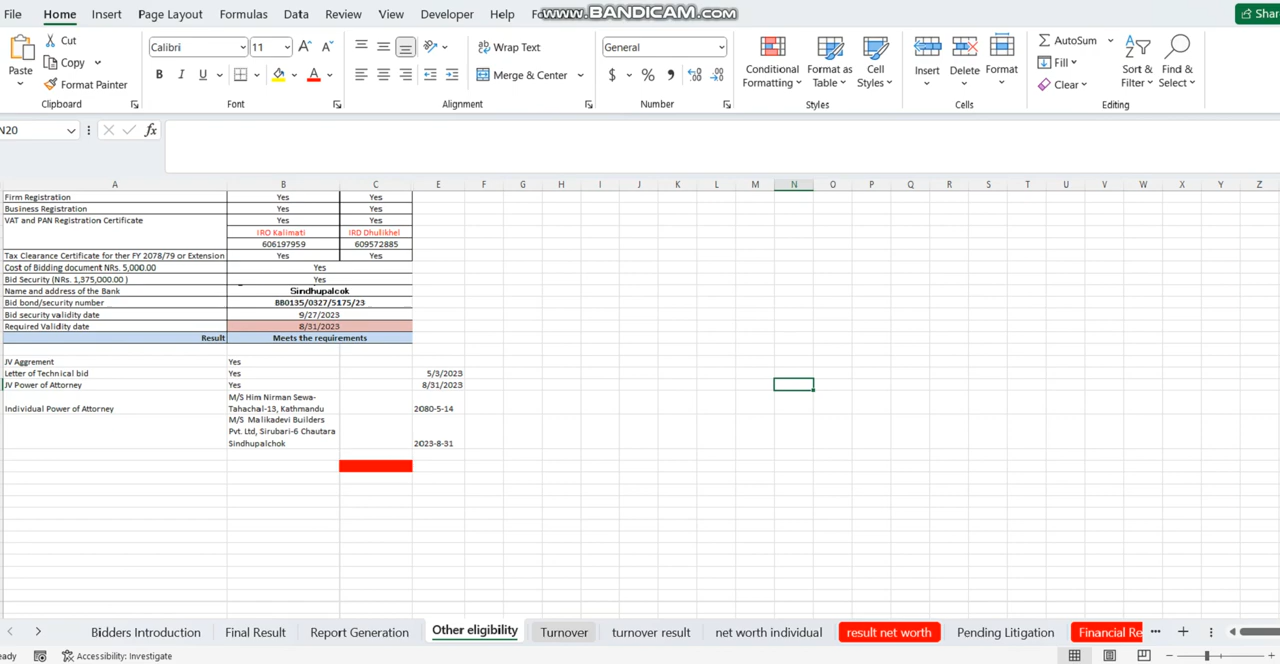 File Home Insert Page Layout Formulas Data Review View Developer Help Fo www.BANDICAM.com Shar
Cut
Copy
Format Painter
Paste
Clipboard
Calibri 11
B I U
Font
Wrap Text
Merge & Center
Alignment
General
$ %
Number
Conditional Formatting
Format as Table
Cell Styles
Styles
Insert Delete Format
Cells
AutoSum
Fill
Clear
Sort & Filter
Find & Select
Editing
N20
fx
A B C E F G H I J K L M N O P Q R S T U V W X Y Z
Firm Registration Yes Yes
Business Registration Yes Yes
VAT and PAN Registration Certificate Yes Yes
IRO Kalimati IRD Dhulikhel
606197959 609572885
Tax Clearance Certificate for ther FY 2078/79 or Extension Yes Yes
Cost of Bidding document NRs. 5,000.00 Yes
Bid Security (NRs. 1,375,000.00 ) Yes
Name and address of the Bank Sindhupalcok
Bid bond/security number BB0135/0327/5175/23
Bid security validity date 9/27/2023
Required Validity date 8/31/2023
Result Meets the requirements
JV Aggrement Yes
Letter of Technical bid Yes 5/3/2023
JV Power of Attorney Yes 8/31/2023
M/S Him Nirman Sewa-
Individual Power of Attorney Tahachal-13, Kathmandu 2080-5-14
M/S Malikadevi Builders
Pvt. Ltd, Sirubari-6 Chautara
Sindhupalchok 2023-8-31
Bidders Introduction Final Result Report Generation Other eligibility Turnover turnover result net worth individual result net worth Pending Litigation Financial Re
eady Accessibility: Investigate